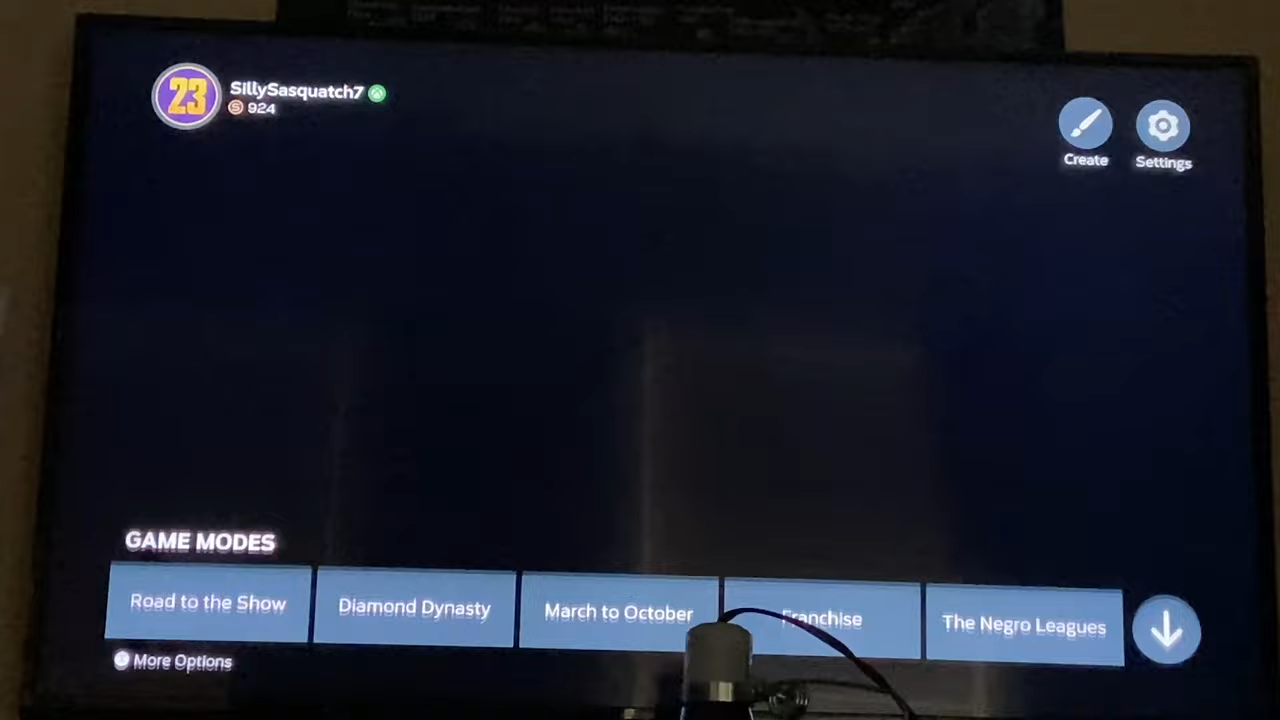 23
SIllySasquatch7
S 924
Create
Settings
GAME MODES
Road to the Show
Diamond Dynasty
March to October
Franchise
The Negro Leagues
More Options